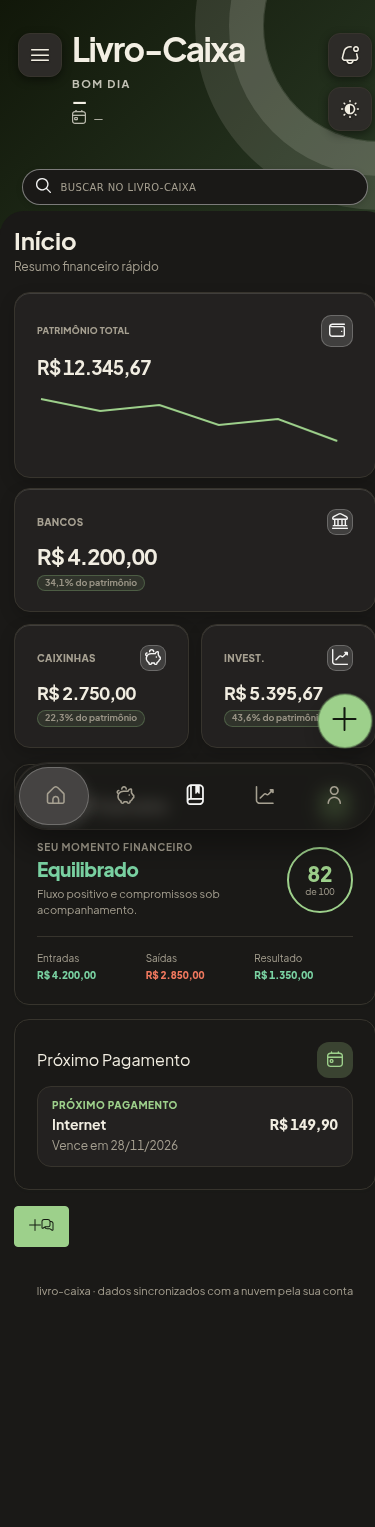 Livro-Caixa
BOM DIA
—
—
BUSCAR NO LIVRO-CAIXA
Início
Resumo financeiro rápido
PATRIMÔNIO TOTAL
R$ 12.345,67
BANCOS
R$ 4.200,00
34,1% do patrimônio
CAIXINHAS
R$ 2.750,00
22,3% do patrimônio
INVEST.
R$ 5.395,67
43,6% do patrimôni
SEU MOMENTO FINANCEIRO
Equilibrado
Fluxo positivo e compromissos sob
acompanhamento.
82
de 100
Entradas
R$ 4.200,00
Saídas
R$ 2.850,00
Resultado
R$ 1.350,00
Próximo Pagamento
PRÓXIMO PAGAMENTO
Internet
R$ 149,90
Vence em 28/11/2026
livro-caixa · dados sincronizados com a nuvem pela sua conta